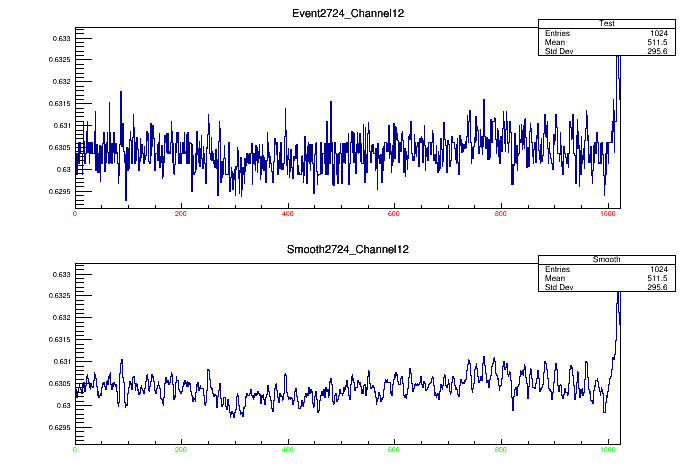 Event2724_Channel12
Test
Entries 1024
Mean 511.5
Std Dev 295.6
0.633
0.6325
0.632
0.6315
0.631
0.6305
0.63
0.6295
0 200 400 600 800 1000
Smooth2724_Channel12
Smooth
Entries 1024
Mean 511.5
Std Dev 295.6
0.633
0.6325
0.632
0.6315
0.631
0.6305
0.63
0.6295
0 200 400 600 800 1000